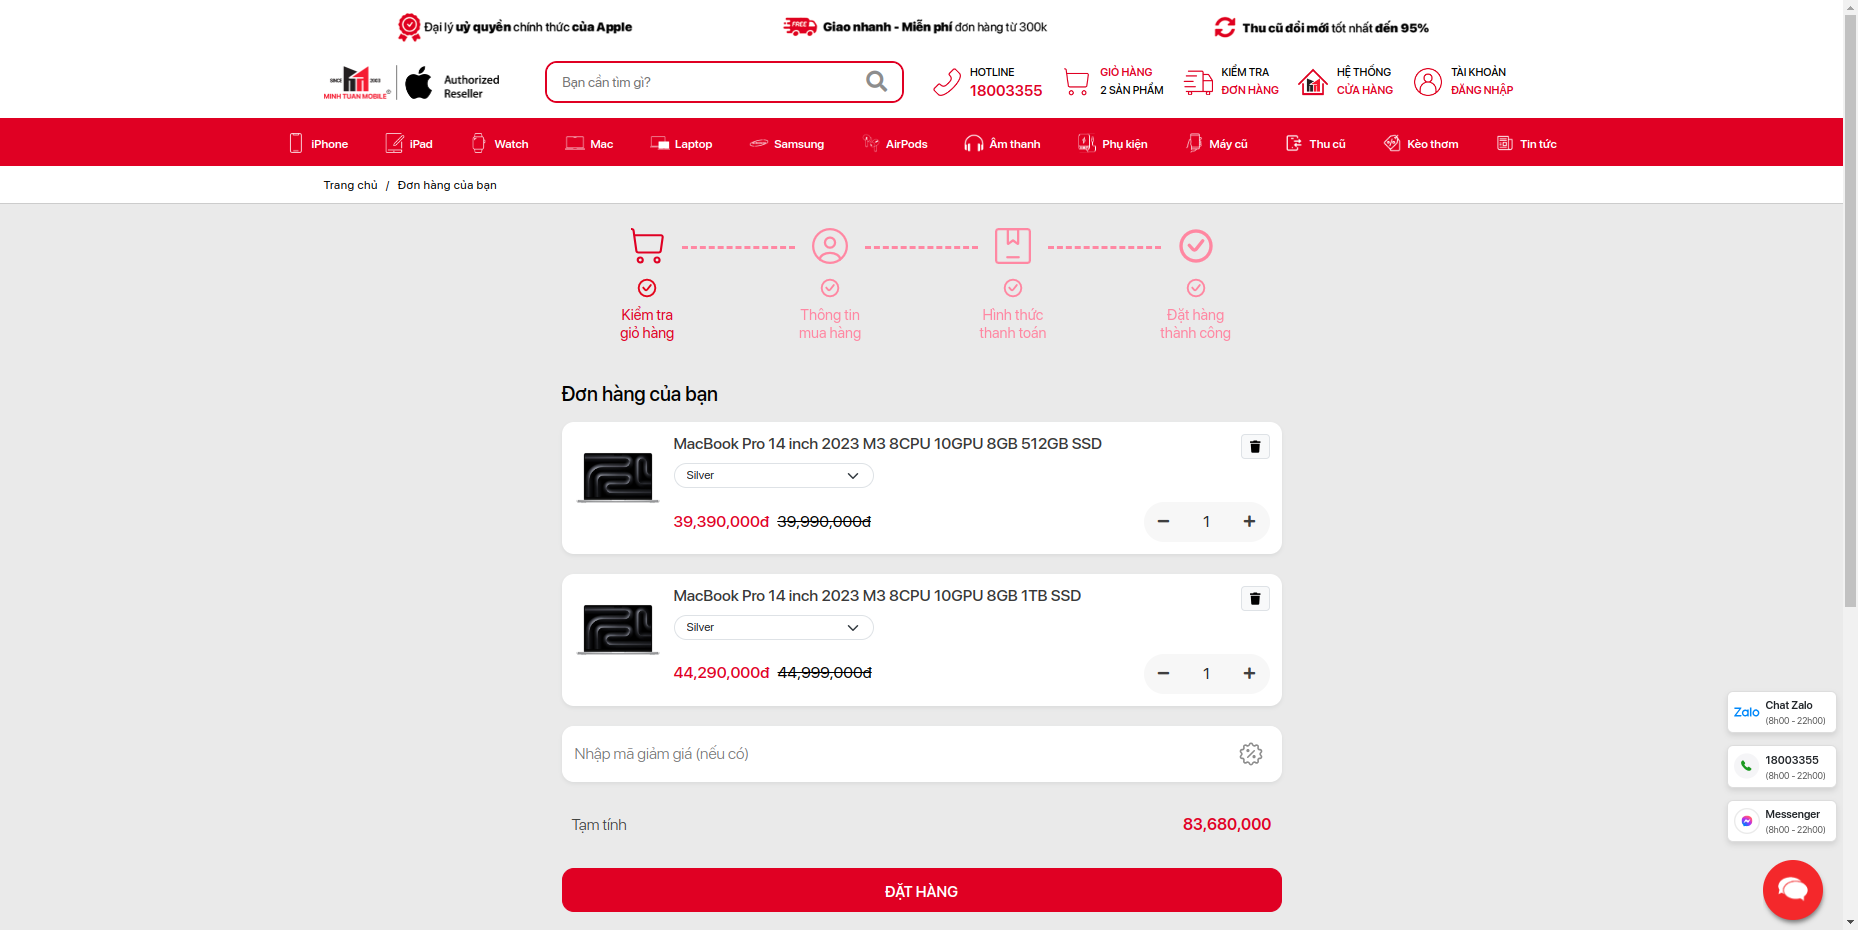 Đại lý uỷ quyền chính thức của Apple
FREE
Giao nhanh - Miễn phí đơn hàng từ 300k
Thu cũ đổi mới tốt nhất đến 95%
SINCE 2003
MINH TUAN MOBILE®
Authorized
Reseller
Bạn cần tìm gì?
HOTLINE
18003355
GIỎ HÀNG
2 SẢN PHẨM
KIỂM TRA
ĐƠN HÀNG
HỆ THỐNG
CỬA HÀNG
TÀI KHOẢN
ĐĂNG NHẬP
iPhone
iPad
Watch
Mac
Laptop
Samsung
AirPods
Âm thanh
Phụ kiện
Máy cũ
Thu cũ
Kèo thơm
Tin tức
Trang chủ / Đơn hàng của bạn
Kiểm tra
giỏ hàng
Thông tin
mua hàng
Hình thức
thanh toán
Đặt hàng
thành công
Đơn hàng của bạn
MacBook Pro 14 inch 2023 M3 8CPU 10GPU 8GB 512GB SSD
Silver
39,390,000đ 39,990,000đ
1
MacBook Pro 14 inch 2023 M3 8CPU 10GPU 8GB 1TB SSD
Silver
44,290,000đ 44,999,000đ
1
Nhập mã giảm giá (nếu có)
Tạm tính
83,680,000
ĐẶT HÀNG
Zalo
Chat Zalo
(8h00 - 22h00)
18003355
(8h00 - 22h00)
Messenger
(8h00 - 22h00)